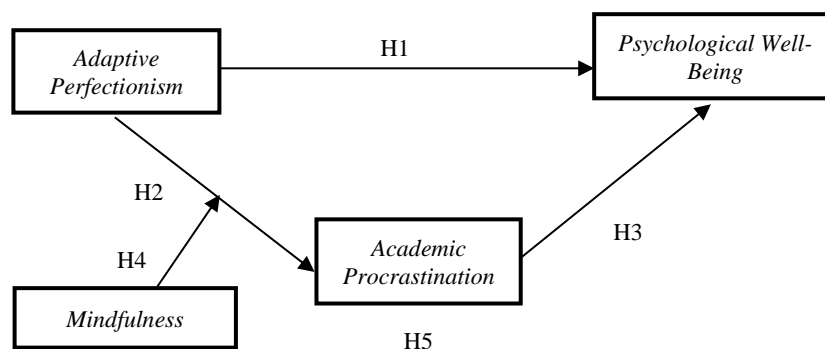 H1
Adaptive
Perfectionism
Psychological Well-
Being
H2
H4
Academic
Procrastination
H3
Mindfulness
H5